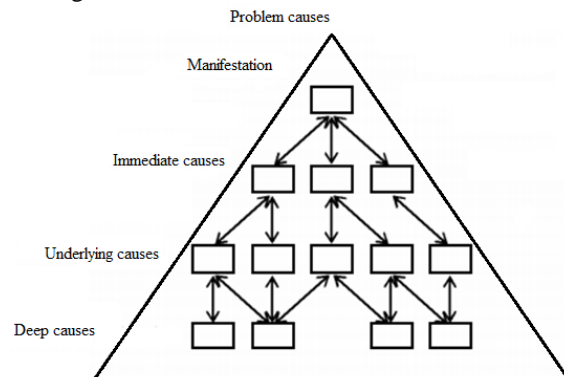 Problem causes
Manifestation
Immediate causes
Underlying causes
Deep causes